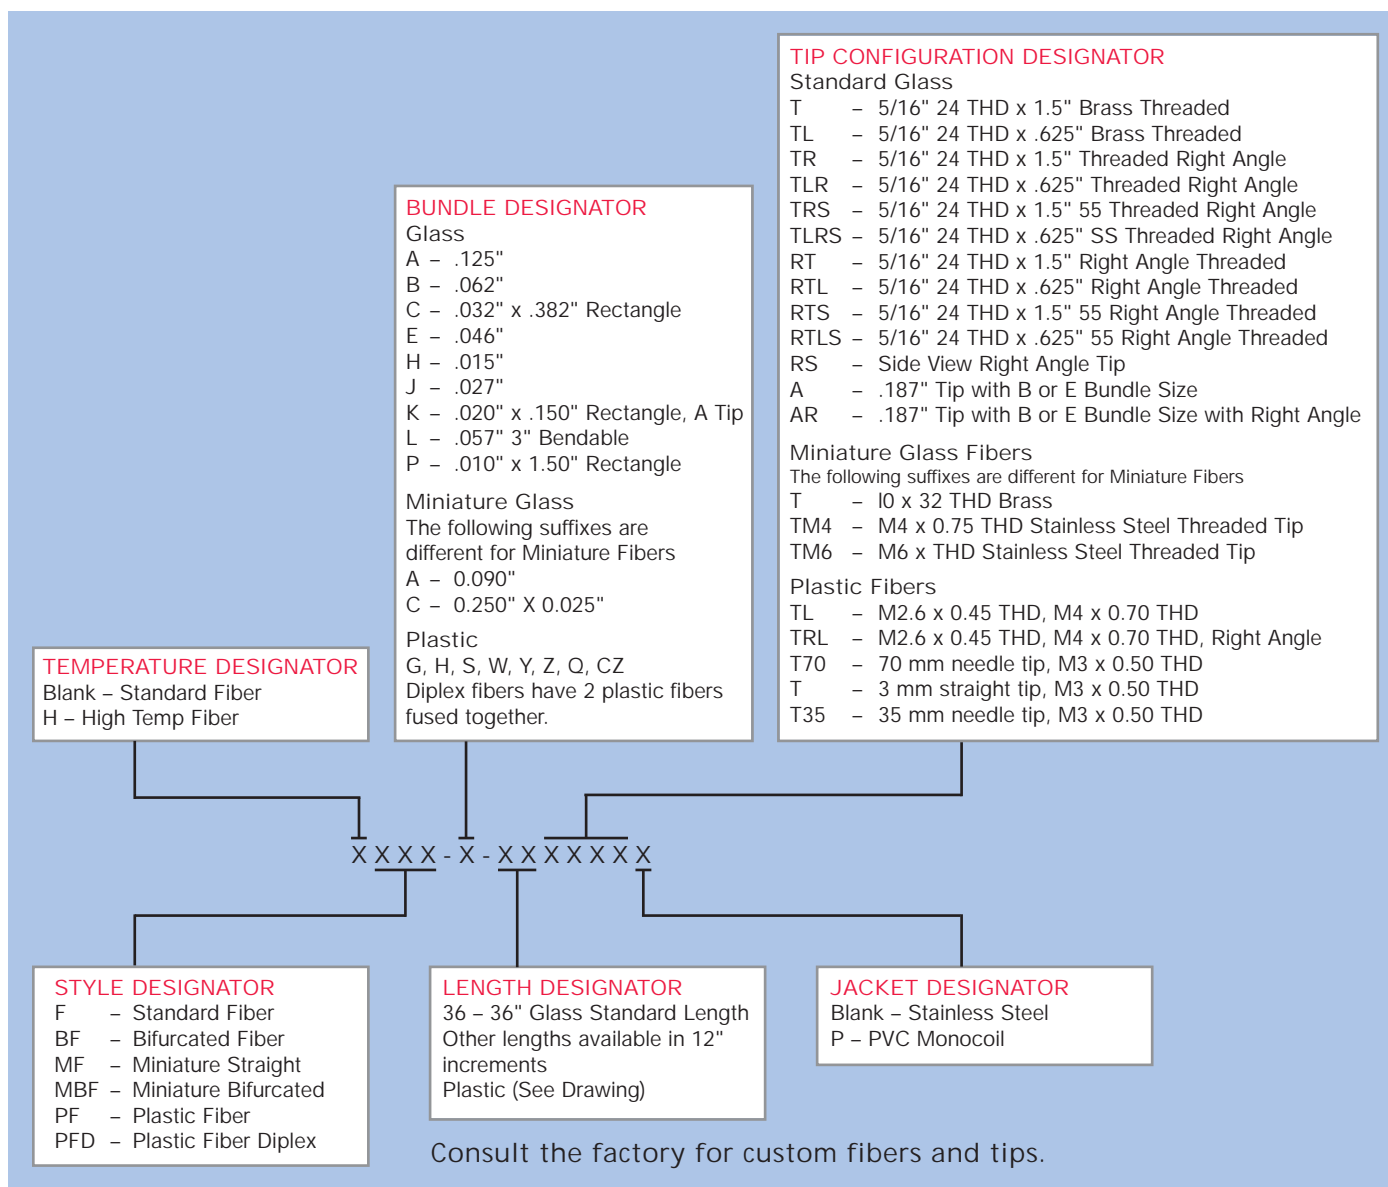 TIP CONFIGURATION DESIGNATOR
Standard Glass
T – 5/16" 24 THD x 1.5" Brass Threaded
TL – 5/16" 24 THD x .625" Brass Threaded
TR – 5/16" 24 THD x 1.5" Threaded Right Angle
TLR – 5/16" 24 THD x .625" Threaded Right Angle
TRS – 5/16" 24 THD x 1.5" 55 Threaded Right Angle
TLRS – 5/16" 24 THD x .625" SS Threaded Right Angle
RT – 5/16" 24 THD x 1.5" Right Angle Threaded
RTL – 5/16" 24 THD x .625" Right Angle Threaded
RTS – 5/16" 24 THD x 1.5" 55 Right Angle Threaded
RTLS – 5/16" 24 THD x .625" 55 Right Angle Threaded
RS – Side View Right Angle Tip
A – .187" Tip with B or E Bundle Size
AR – .187" Tip with B or E Bundle Size with Right Angle
Miniature Glass Fibers
The following suffixes are different for Miniature Fibers
T – l0 x 32 THD Brass
TM4 – M4 x 0.75 THD Stainless Steel Threaded Tip
TM6 – M6 x THD Stainless Steel Threaded Tip
Plastic Fibers
TL – M2.6 x 0.45 THD, M4 x 0.70 THD
TRL – M2.6 x 0.45 THD, M4 x 0.70 THD, Right Angle
T70 – 70 mm needle tip, M3 x 0.50 THD
T – 3 mm straight tip, M3 x 0.50 THD
T35 – 35 mm needle tip, M3 x 0.50 THD
BUNDLE DESIGNATOR
Glass
A – .125"
B – .062"
C – .032" x .382" Rectangle
E – .046"
H – .015"
J – .027"
K – .020" x .150" Rectangle, A Tip
L – .057" 3" Bendable
P – .010" x 1.50" Rectangle
Miniature Glass
The following suffixes are
different for Miniature Fibers
A – 0.090"
C – 0.250" X 0.025"
Plastic
G, H, S, W, Y, Z, Q, CZ
Diplex fibers have 2 plastic fibers
fused together.
TEMPERATURE DESIGNATOR
Blank – Standard Fiber
H – High Temp Fiber
X X X X - X - X X X X X X X
STYLE DESIGNATOR
F – Standard Fiber
BF – Bifurcated Fiber
MF – Miniature Straight
MBF – Miniature Bifurcated
PF – Plastic Fiber
PFD – Plastic Fiber Diplex
LENGTH DESIGNATOR
36 – 36" Glass Standard Length
Other lengths available in 12"
increments
Plastic (See Drawing)
JACKET DESIGNATOR
Blank – Stainless Steel
P – PVC Monocoil
Consult the factory for custom fibers and tips.